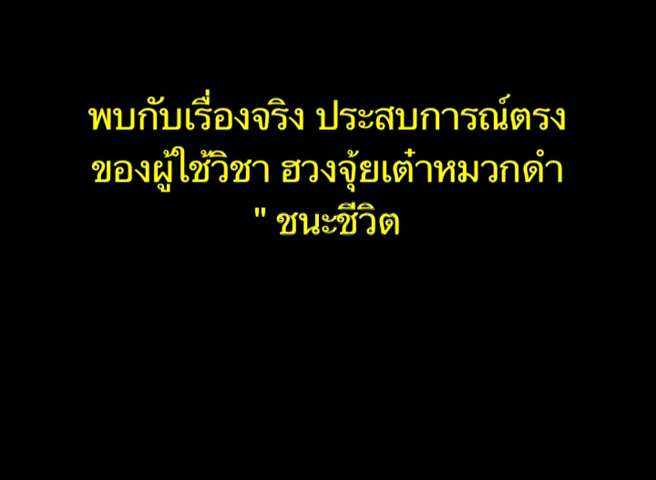 พบกับเรื่องจริง ประสบการณ์ตรง
ของผู้ใช้วิชา ฮวงจุ้ยเต๋าหมวกดำ
" ชนะชีวิต